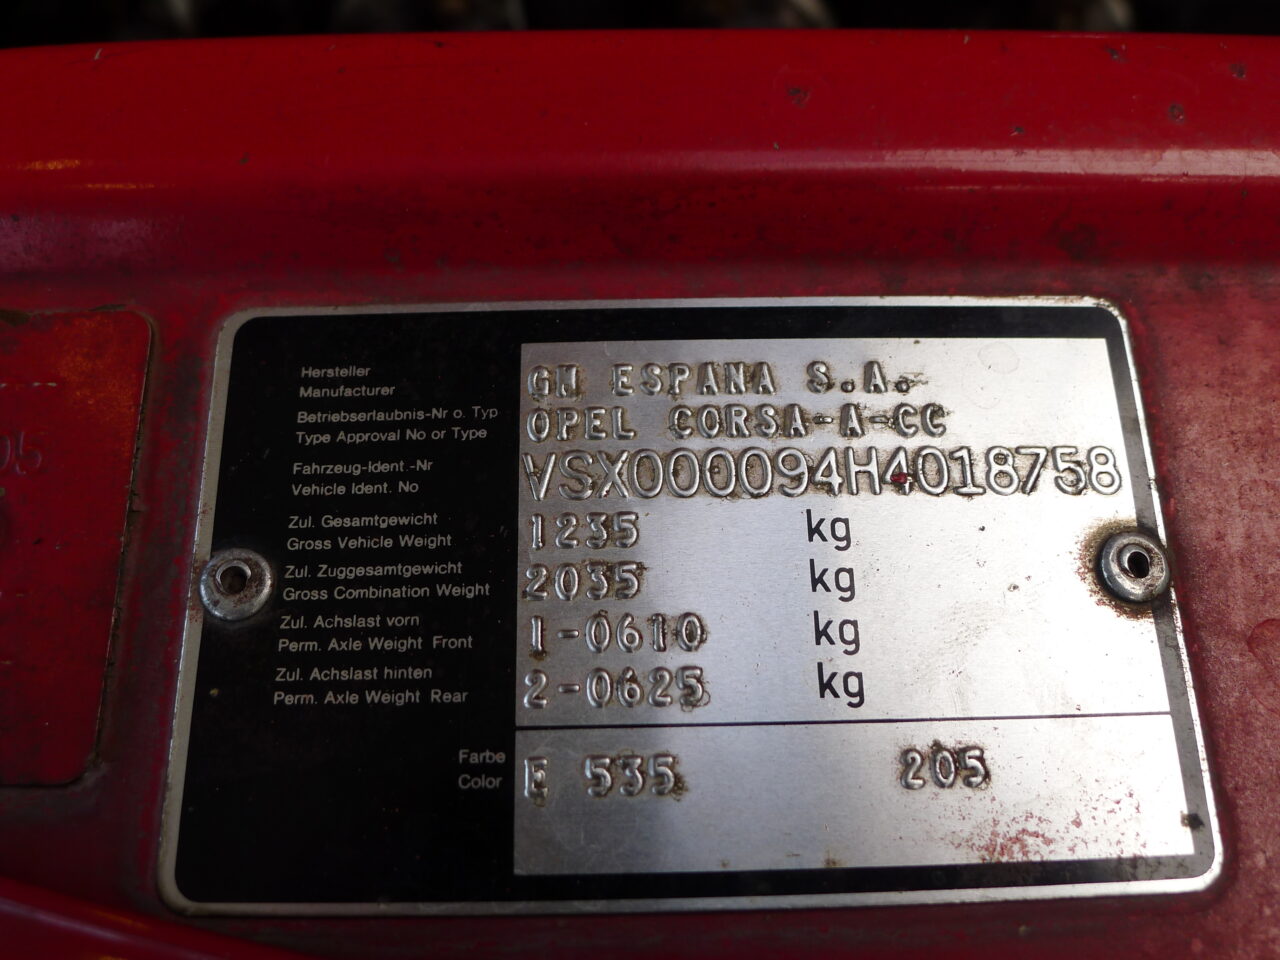 Hersteller
Manufacturer
GM ESPANA S.A.
Betriebserlaubnis-Nr o. Typ
Type Approval No or Type
OPEL CORSA-A-CC
Fahrzeug-Ident.-Nr
Vehicle Ident. No
VSX000094H4018758
Zul. Gesamtgewicht
Gross Vehicle Weight
1235 kg
Zul. Zuggesamtgewicht
Gross Combination Weight
2035 kg
Zul. Achslast vorn
Perm. Axle Weight Front
1-0610 kg
Zul. Achslast hinten
Perm. Axle Weight Rear
2-0625 kg
Farbe
Color
E 535 205